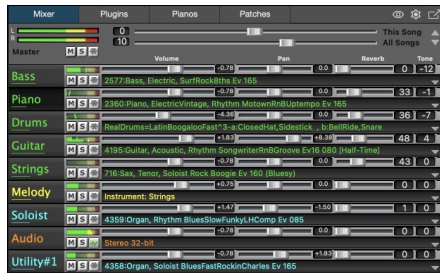 Mixer Plugins Pianos Patches
L 0 This Song
R 10 All Songs
Master M S Volume Pan Reverb Tone
Bass M S -0.78 0.0 0 -12
2577:Bass, Electric, SurfRockBths Ev 165
Piano M S -0.78 0.0 33 -1
2360:Piano, ElectricVintage, Rhythm MotownRnBUptempo Ev 165
Drums M S -4.36 0.0 36 -7
RealDrums=LatinBoogalooFast^3-a:ClosedHat,Sidestick , b:BellRide,Snare
Guitar M S +1.83 +8.36 48 4
4195:Guitar, Acoustic, Rhythm SongwriterRnBGroove Ev16 080 [Half-Time]
Strings M S -0.78 0.0 43 0
716:Sax, Tenor, Soloist Rock Boogie Ev 160 (Bluesy)
Melody M S +0.75 0.0 0 0
Instrument: Strings
Soloist M S +1.47 -1.50 1 0
4359:Organ, Rhythm BluesSlowFunkyLHComp Ev 085
Audio M S -0.78 0.0 0 0
Stereo 32-bit
Utility#1 M S -0.78 +1.83 0 0
4358:Organ, Soloist BluesFastRockinCharles Ev 165